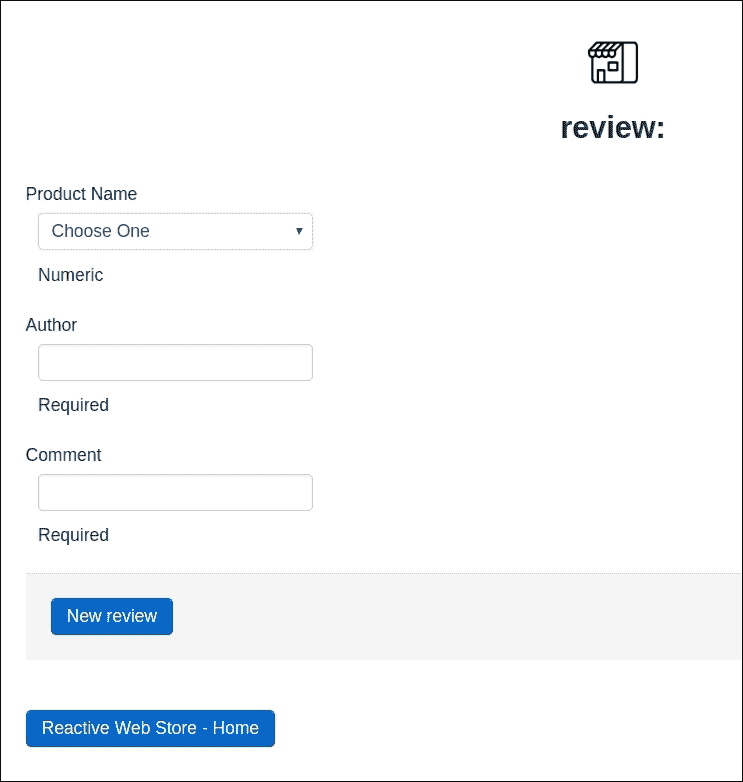 review:
Product Name
Choose One
Numeric
Author
Required
Comment
Required
New review
Reactive Web Store - Home